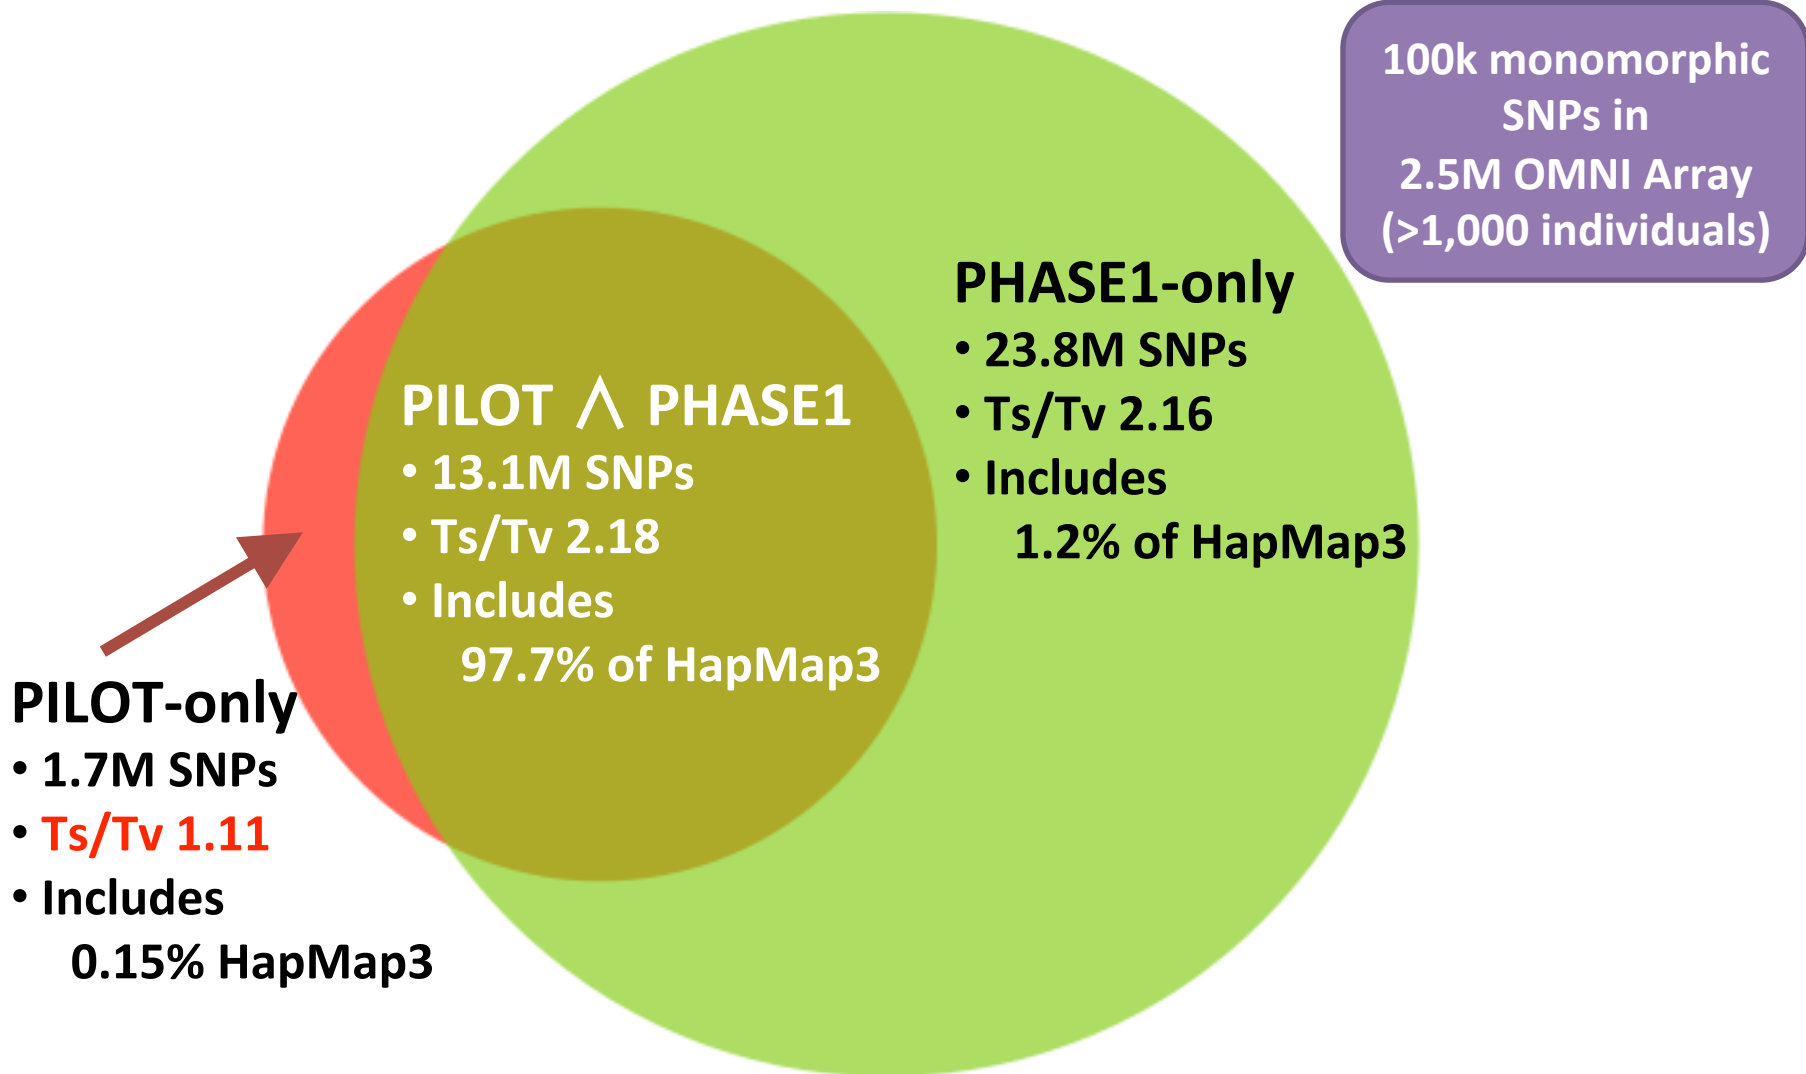 100k monomorphic
SNPs in
2.5M OMNI Array
(>1,000 individuals)
PHASE1-only
• 23.8M SNPs
• Ts/Tv 2.16
• Includes
1.2% of HapMap3
PILOT ⋀ PHASE1
• 13.1M SNPs
• Ts/Tv 2.18
• Includes
97.7% of HapMap3
PILOT-only
• 1.7M SNPs
• Ts/Tv 1.11
• Includes
0.15% HapMap3